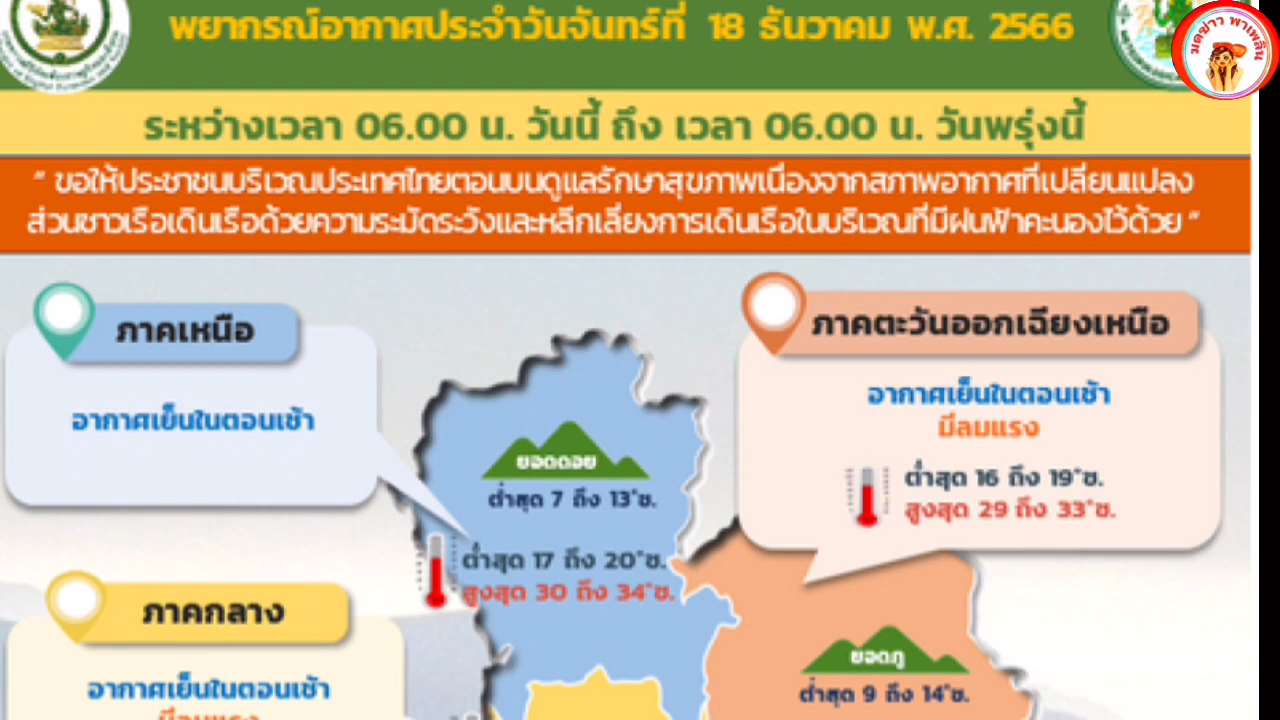 พยากรณ์อากาศประจำวันจันทร์ที่ 18 ธันวาคม พ.ศ. 2566
มดข่าว พาเพลิน
ระหว่างเวลา 06.00 น. วันนี้ ถึง เวลา 06.00 น. วันพรุ่งนี้
“ ขอให้ประชาชนบริเวณประเทศไทยตอนบนดูแลรักษาสุขภาพเนื่องจากสภาพอากาศที่เปลี่ยนแปลง
ส่วนชาวเรือเดินเรือด้วยความระมัดระวังและหลีกเลี่ยงการเดินเรือในบริเวณที่มีฝนฟ้าคะนองไว้ด้วย ”
ภาคเหนือ
อากาศเย็นในตอนเช้า
ยอดดอย
ต่ำสุด 7 ถึง 13°ซ.
ต่ำสุด 17 ถึง 20°ซ.
สูงสุด 30 ถึง 34°ซ.
ภาคตะวันออกเฉียงเหนือ
อากาศเย็นในตอนเช้า
มีลมแรง
ต่ำสุด 16 ถึง 19°ซ.
สูงสุด 29 ถึง 33°ซ.
ยอดภู
ต่ำสุด 9 ถึง 14°ซ.
ภาคกลาง
อากาศเย็นในตอนเช้า
มีลมแรง